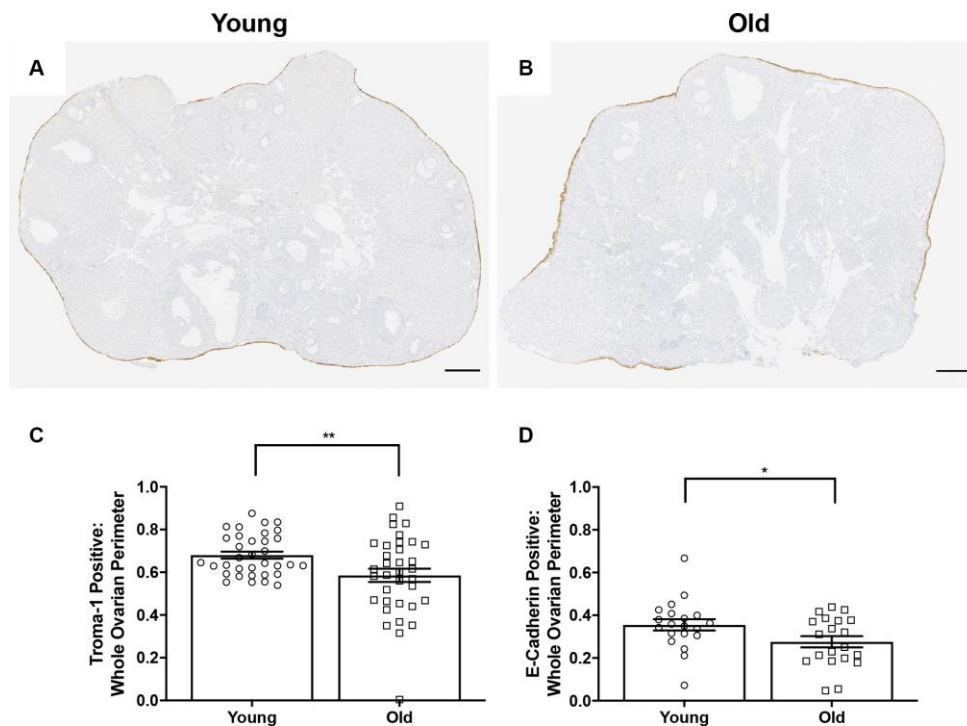 Young
Old
A
B
C
**
Troma-1 Positive:
Whole Ovarian Perimeter
1.0
0.8
0.6
0.4
0.2
0.0
Young
Old
D
*
E-Cadherin Positive:
Whole Ovarian Perimeter
1.0
0.8
0.6
0.4
0.2
0.0
Young
Old